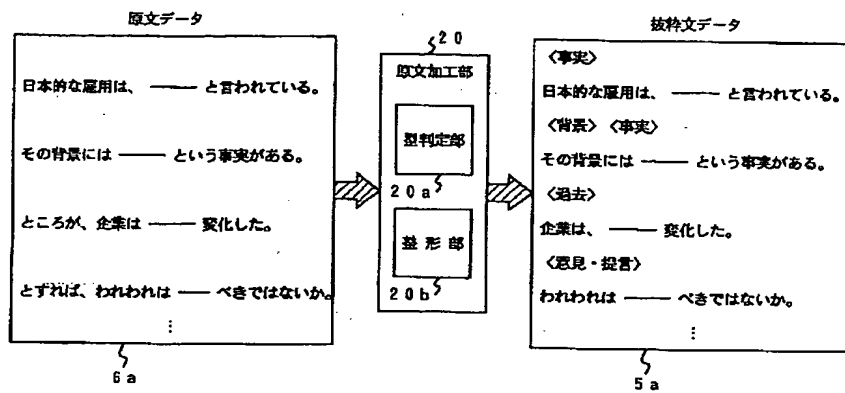 原文データ
日本的な雇用は、 ―― と言われている。
その背景には ―― という事実がある。
ところが、企業は ―― 変化した。
とずれば、われわれは ―― べきではないか。
⋮
6a
20
原文加工部
型判定部
20a
整形部
20b
抜粋文データ
〈事実〉
日本的な雇用は、 ―― と言われている。
〈背景〉〈事実〉
その背景には ―― という事実がある。
〈過去〉
企業は、 ―― 変化した。
〈意見・提言〉
われわれは ―― べきではないか。
⋮
5a